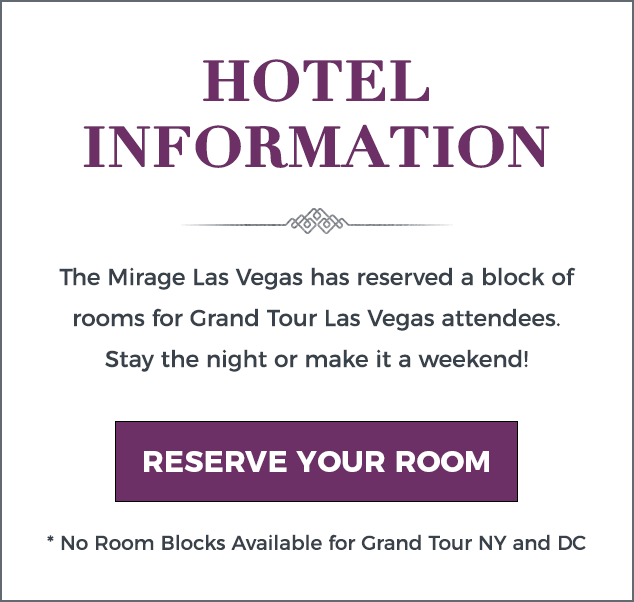 HOTEL
INFORMATION
The Mirage Las Vegas has reserved a block of
rooms for Grand Tour Las Vegas attendees.
Stay the night or make it a weekend!
RESERVE YOUR ROOM
* No Room Blocks Available for Grand Tour NY and DC